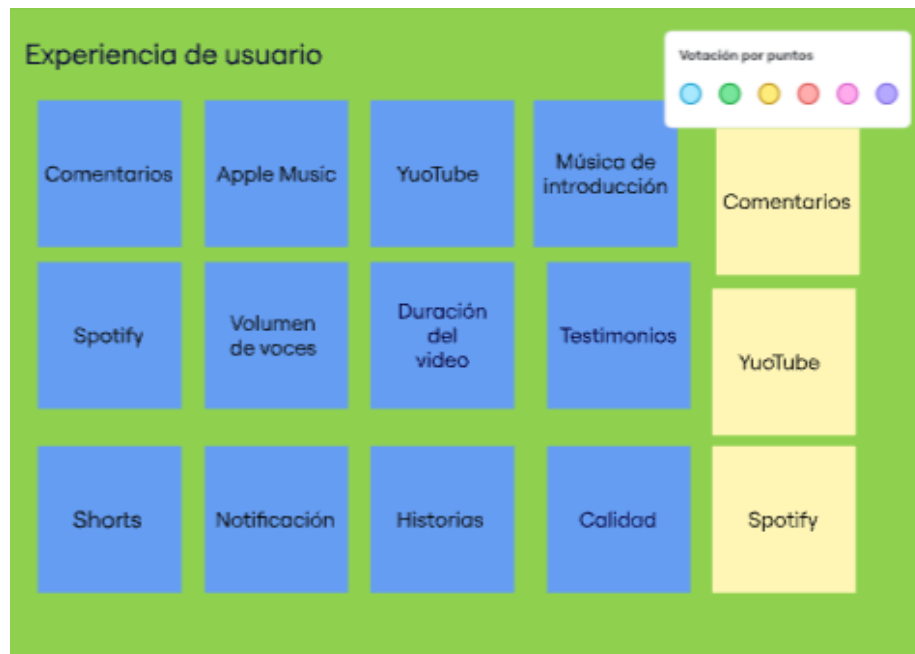 Experiencia de usuario
Votación por puntos
Comentarios
Apple Music
YuoTube
Música de
introducción
Comentarios
Spotify
Volumen
de voces
Duración
del
video
Testimonios
YuoTube
Shorts
Notificación
Historias
Calidad
Spotify